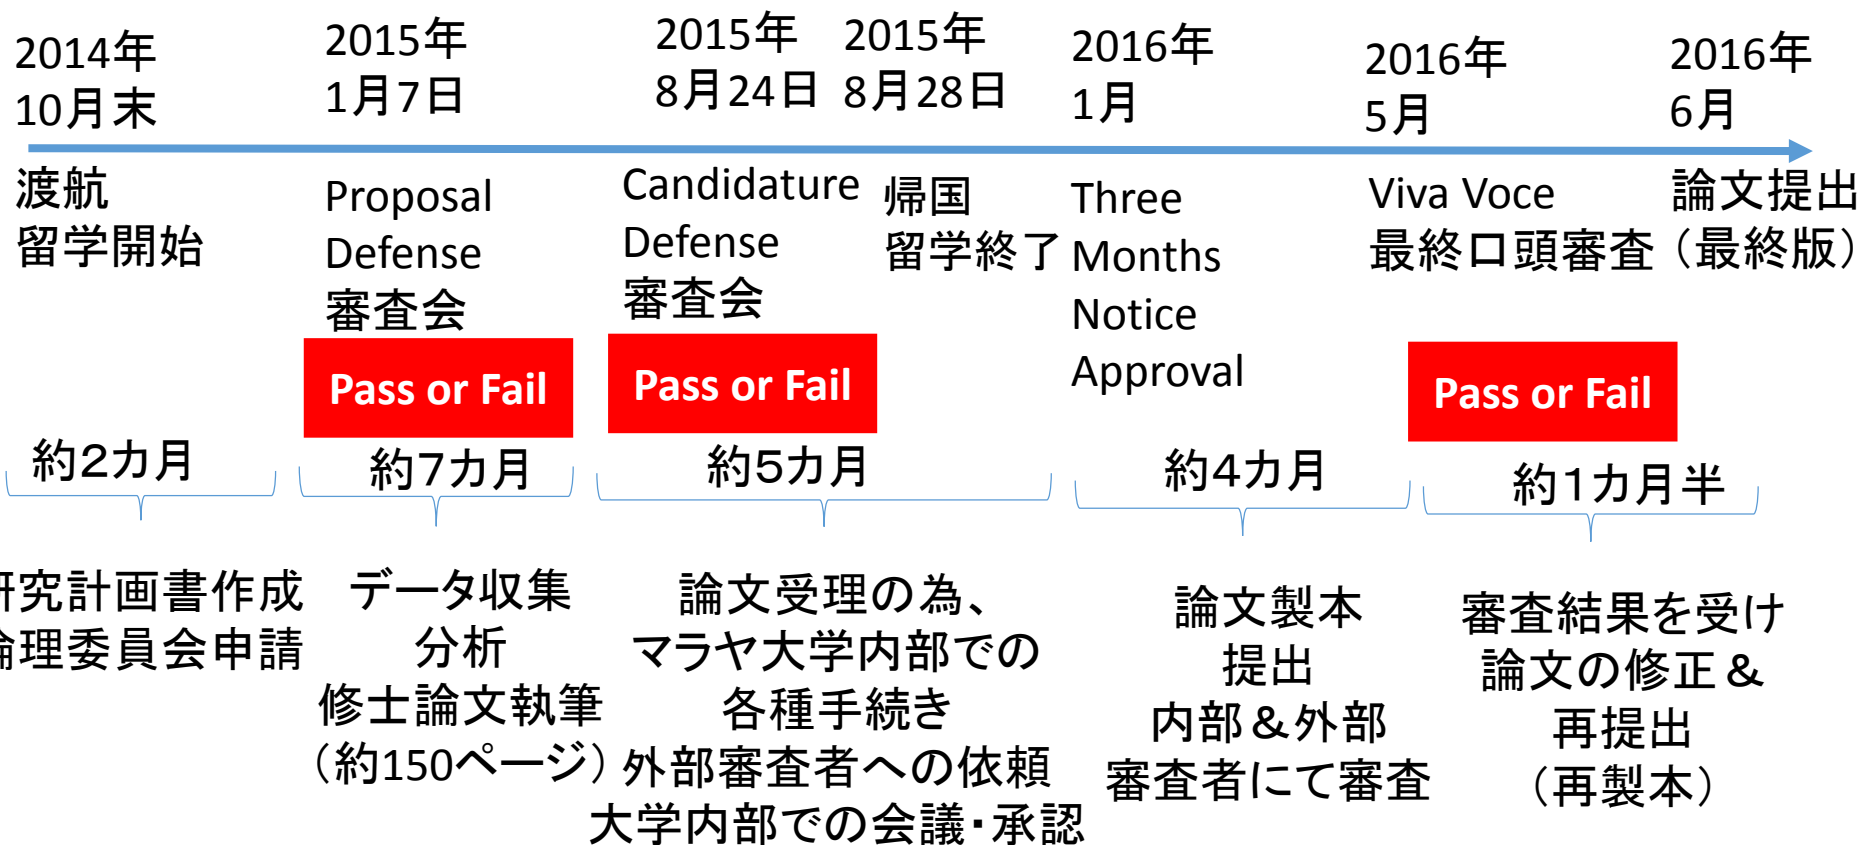 2014年
10月末
2015年
1月7日
2015年
8月24日
2015年
8月28日
2016年
1月
2016年
5月
2016年
6月
渡航
留学開始
Proposal
Defense
審査会
Candidature
Defense
審査会
帰国
留学終了
Three
Months
Notice
Approval
Viva Voce
最終口頭審査
論文提出
（最終版）
Pass or Fail
Pass or Fail
Pass or Fail
約2カ月
約7カ月
約5カ月
約4カ月
約1カ月半
研究計画書作成
倫理委員会申請
データ収集
分析
修士論文執筆
（約150ページ）
論文受理の為、
マラヤ大学内部での
各種手続き
外部審査者への依頼
大学内部での会議・承認
論文製本
提出
内部＆外部
審査者にて審査
審査結果を受け
論文の修正＆
再提出
（再製本）